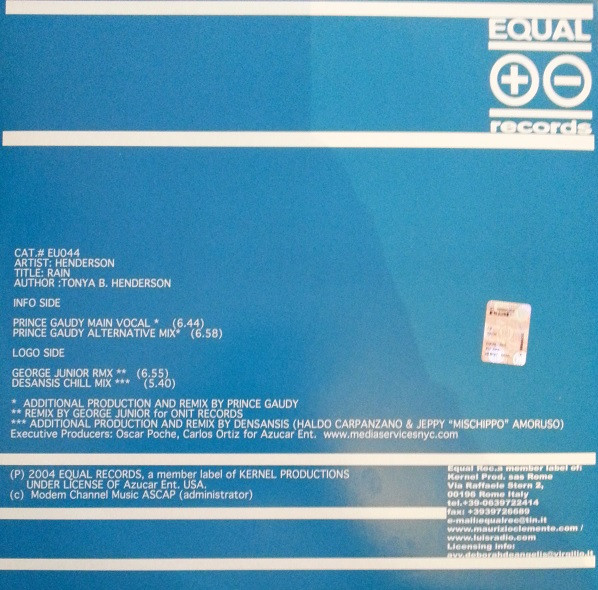 EQUAL
records
CAT.# EU044
ARTIST: HENDERSON
TITLE: RAIN
AUTHOR :TONYA B. HENDERSON
INFO SIDE
PRINCE GAUDY MAIN VOCAL * (6.44)
PRINCE GAUDY ALTERNATIVE MIX* (6.58)
LOGO SIDE
GEORGE JUNIOR RMX ** (6.55)
DESANSIS CHILL MIX *** (5.40)
* ADDITIONAL PRODUCTION AND REMIX BY PRINCE GAUDY
** REMIX BY GEORGE JUNIOR for ONIT RECORDS
*** ADDITIONAL PRODUCTION AND REMIX BY DENSANSIS (HALDO CARPANZANO & JEPPY "MISCHIPPO" AMORUSO)
Executive Producers: Oscar Poche, Carlos Ortiz for Azucar Ent. www.mediaservicesnyc.com
(P) 2004 EQUAL RECORDS, a member label of KERNEL PRODUCTIONS
UNDER LICENSE OF Azucar Ent. USA.
(c) Modem Channel Music ASCAP (administrator)
Equal Rec.a member label of:
Kernel Prod. sas Rome
Via Raffaele Stern 2,
00196 Rome Italy
tel.+39-0639722414
fax: +3939726689
e-mail:equalrec@tin.it
www.maurizioclemente.com /
www.luisradio.com
Licensing info:
avv.deborahdeangelis@virgilio.it